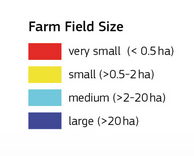 Farm Field Size
very small (< 0.5 ha)
small (>0.5-2 ha)
medium (>2-20 ha)
large (>20 ha)